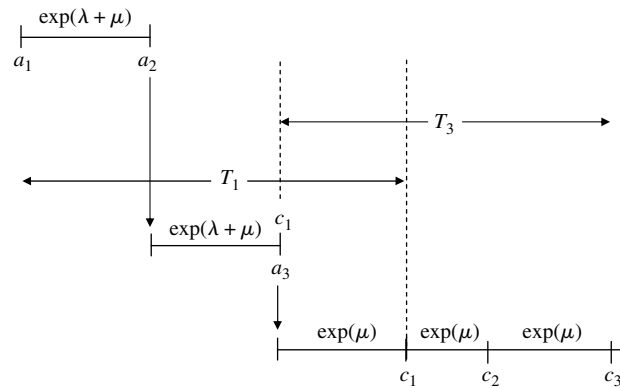 exp(λ + μ)
a₁ a₂
T₃
T₁
c₁
exp(λ + μ)
a₃
exp(μ) exp(μ) exp(μ)
c₁ c₂ c₃